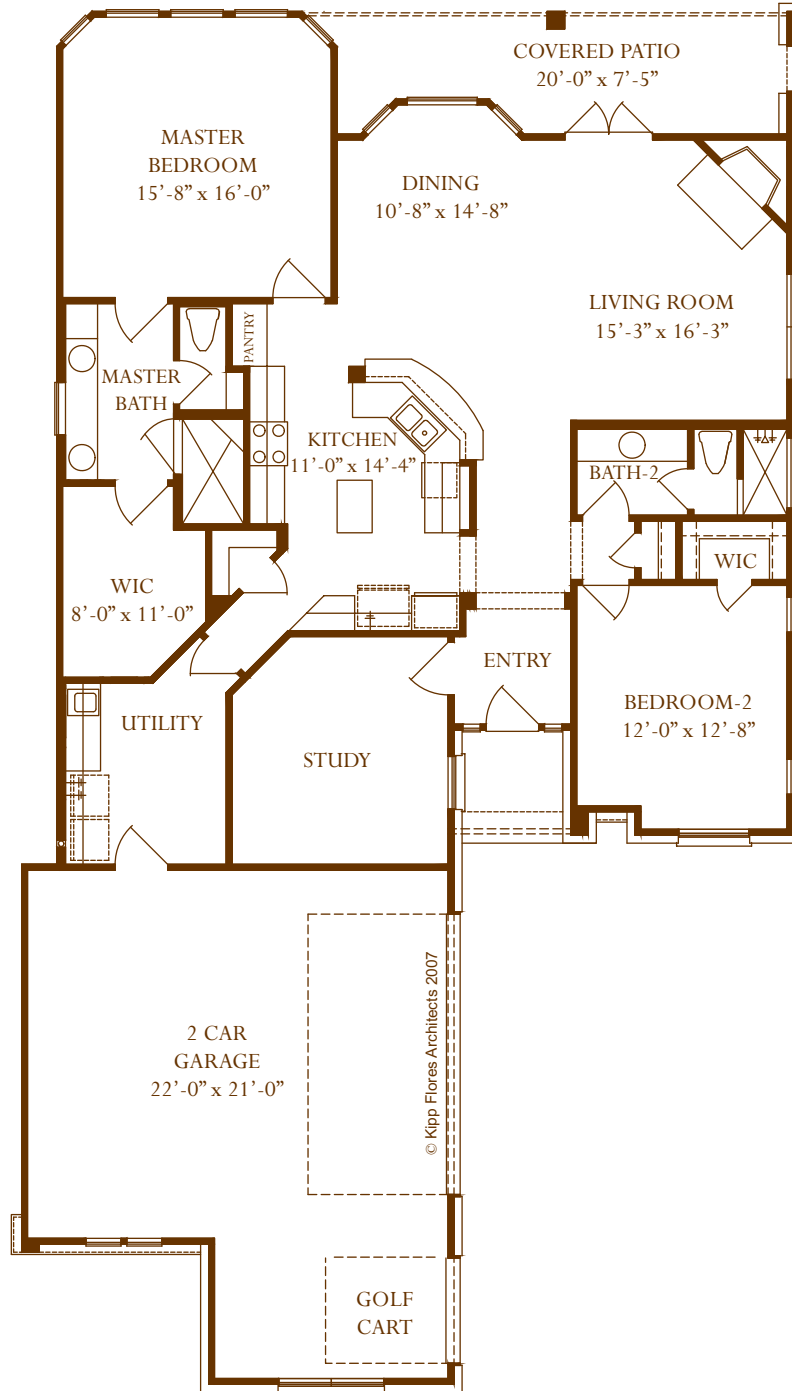 COVERED PATIO
20’-0” x 7’-5”
MASTER
BEDROOM
15’-8” x 16’-0”
DINING
10’-8” x 14’-8”
LIVING ROOM
15’-3” x 16’-3”
PANTRY
MASTER
BATH
KITCHEN
11’-0” x 14’-4”
BATH-2
WIC
WIC
8’-0” x 11’-0”
ENTRY
BEDROOM-2
12’-0” x 12’-8”
UTILITY
STUDY
© Kipp Flores Architects 2007
2 CAR
GARAGE
22’-0” x 21’-0”
GOLF
CART